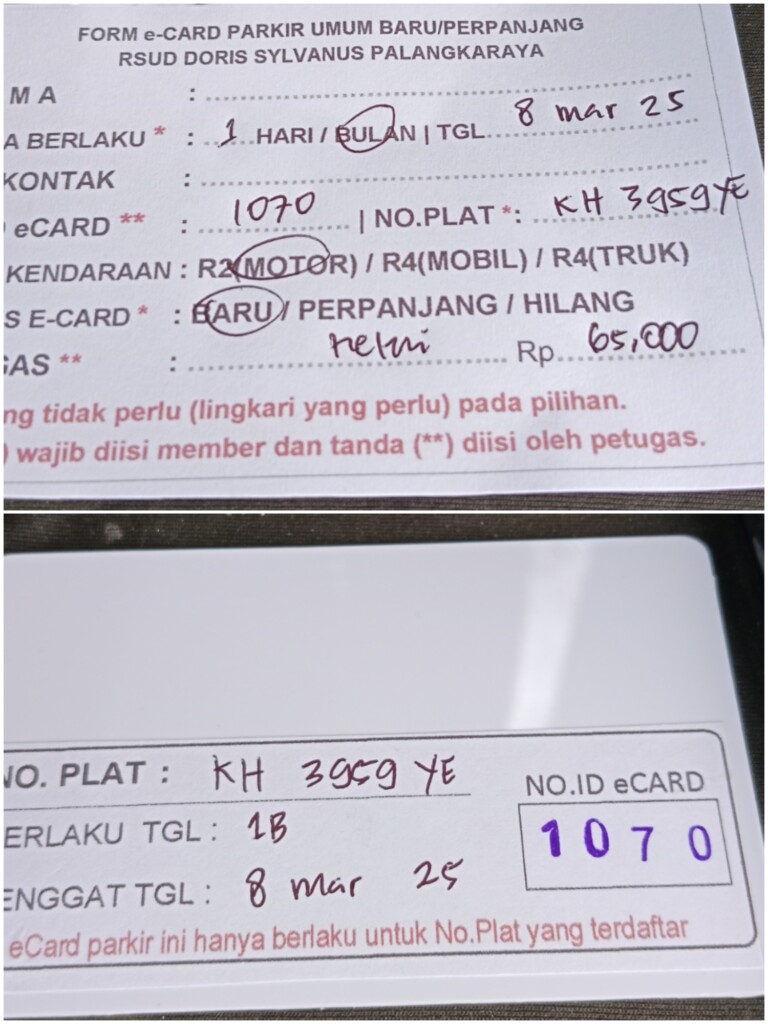 FORM e-CARD PARKIR UMUM BARU/PERPANJANG
RSUD DORIS SYLVANUS PALANGKARAYA
M A :
A BERLAKU * : 1 HARI / BULAN | TGL 8 mar 25
KONTAK :
eCARD ** : 1070 | NO.PLAT *: KH 3959 YE
KENDARAAN : R2(MOTOR) / R4(MOBIL) / R4(TRUK)
S E-CARD * : BARU / PERPANJANG / HILANG
GAS ** : Rp 65,000
ng tidak perlu (lingkari yang perlu) pada pilihan.
) wajib diisi member dan tanda (**) diisi oleh petugas.
NO. PLAT : KH 3959 YE
NO.ID eCARD
ERLAKU TGL : 1B
1070
ENGGAT TGL : 8 mar 25
eCard parkir ini hanya berlaku untuk No.Plat yang terdaftar